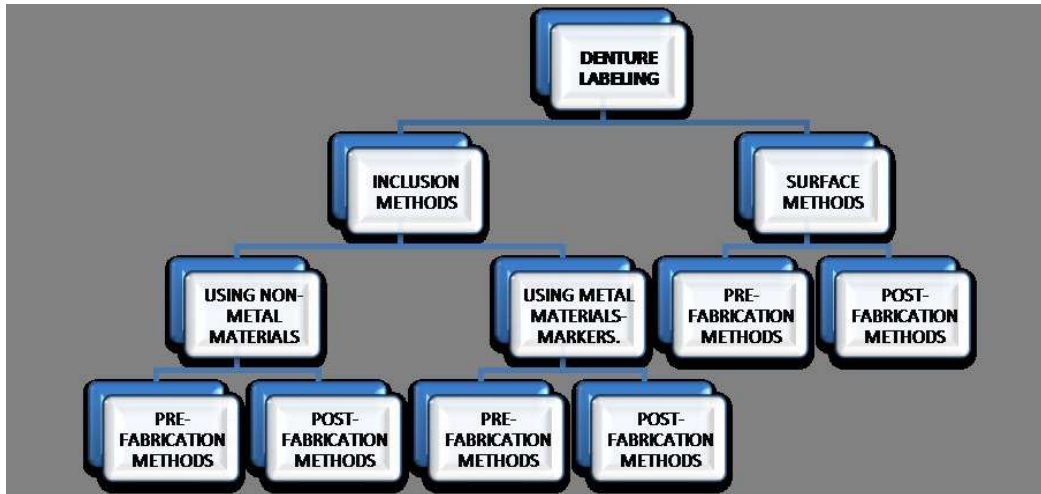 DENTURE
LABELING
INCLUSION
METHODS
SURFACE
METHODS
USING NON-
METAL
MATERIALS
USING METAL
MATERIALS-
MARKERS.
PRE-
FABRICATION
METHODS
POST-
FABRICATION
METHODS
PRE-
FABRICATION
METHODS
POST-
FABRICATION
METHODS
PRE-
FABRICATION
METHODS
POST-
FABRICATION
METHODS